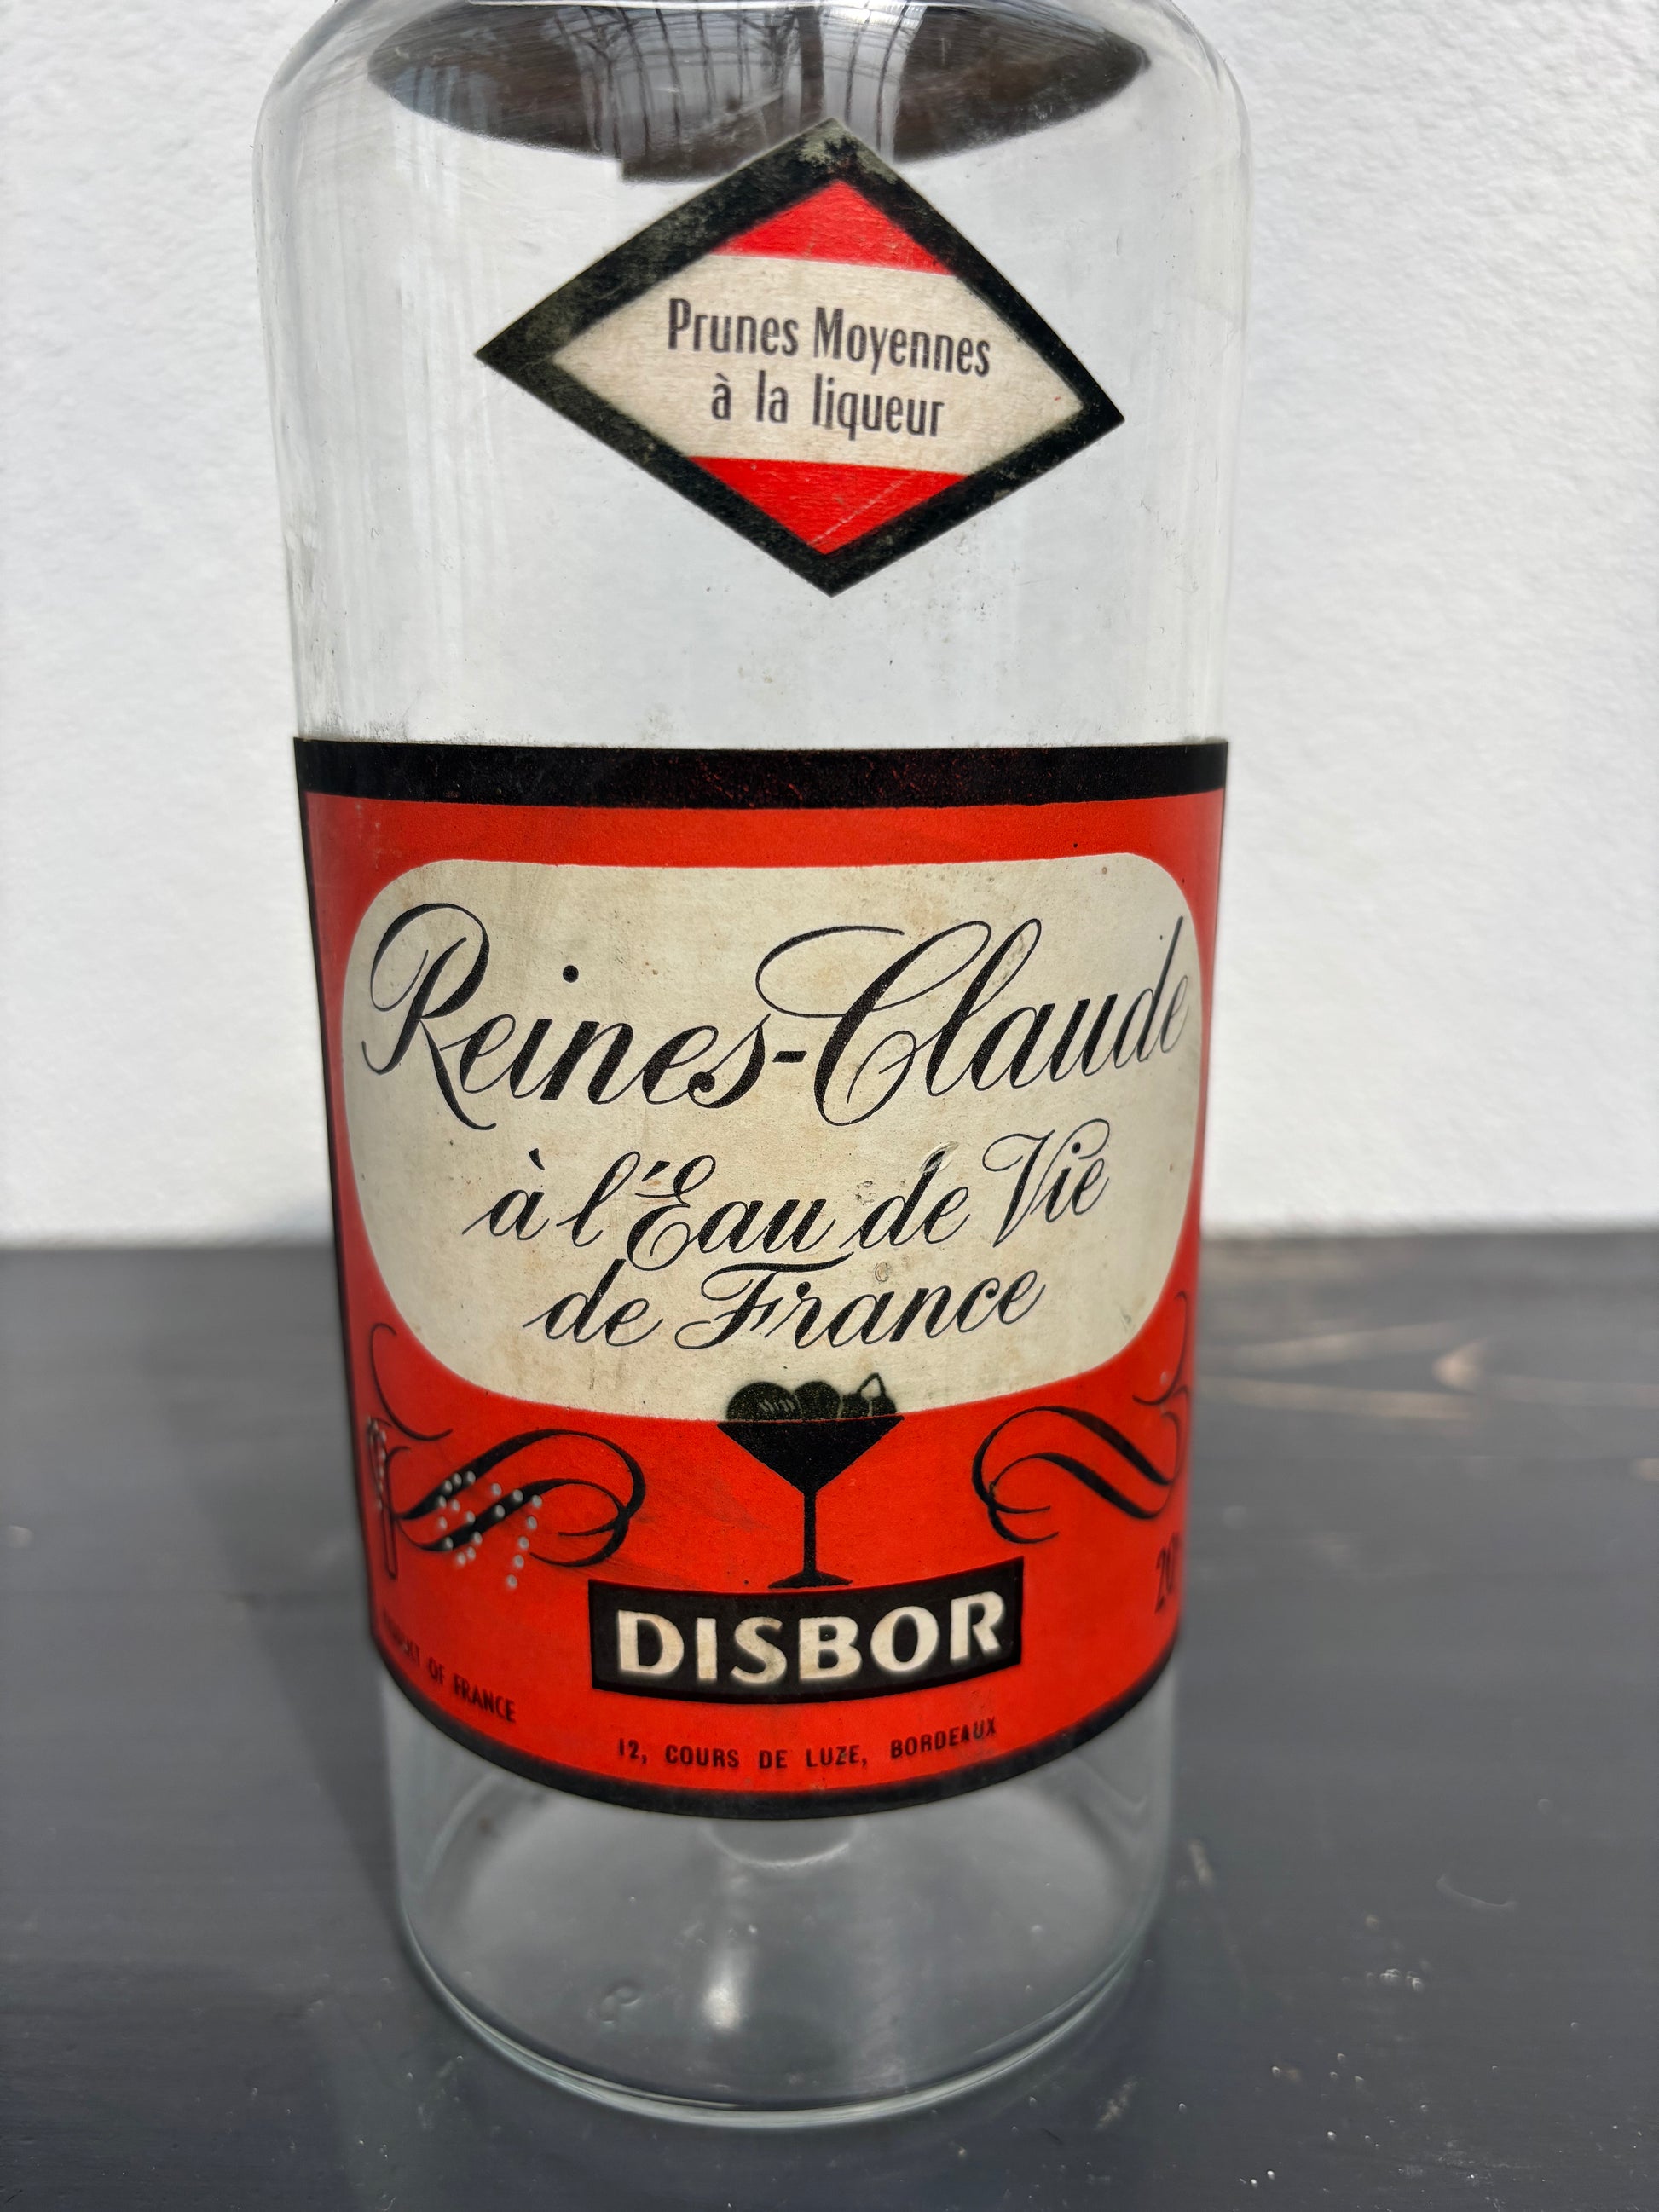 Prunes Moyennes
à la liqueur
Reines-Claude
à l'Eau de Vie
de France
DISBOR
OF FRANCE
12, COURS DE LUZE, BORDEAUX